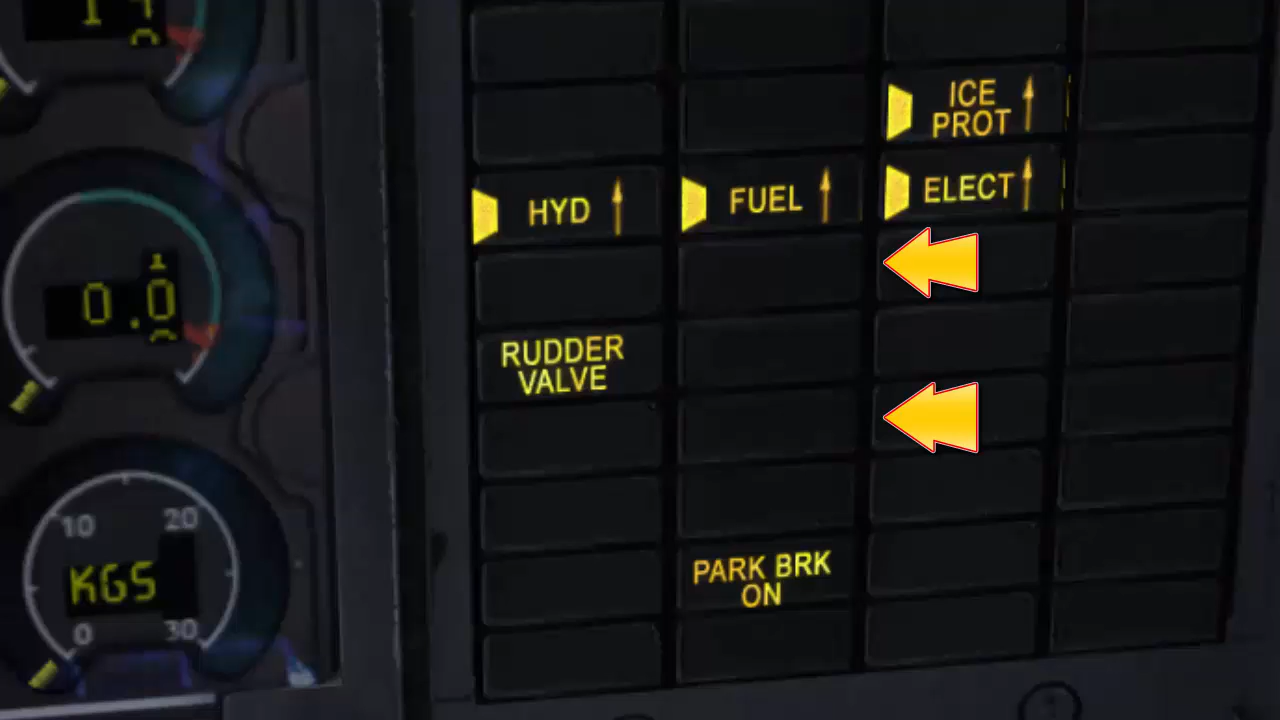 ICE ↑
PROT
HYD ↑
FUEL ↑
ELECT ↑
0.0
RUDDER
VALVE
10
20
KGS
0
30
PARK BRK
ON